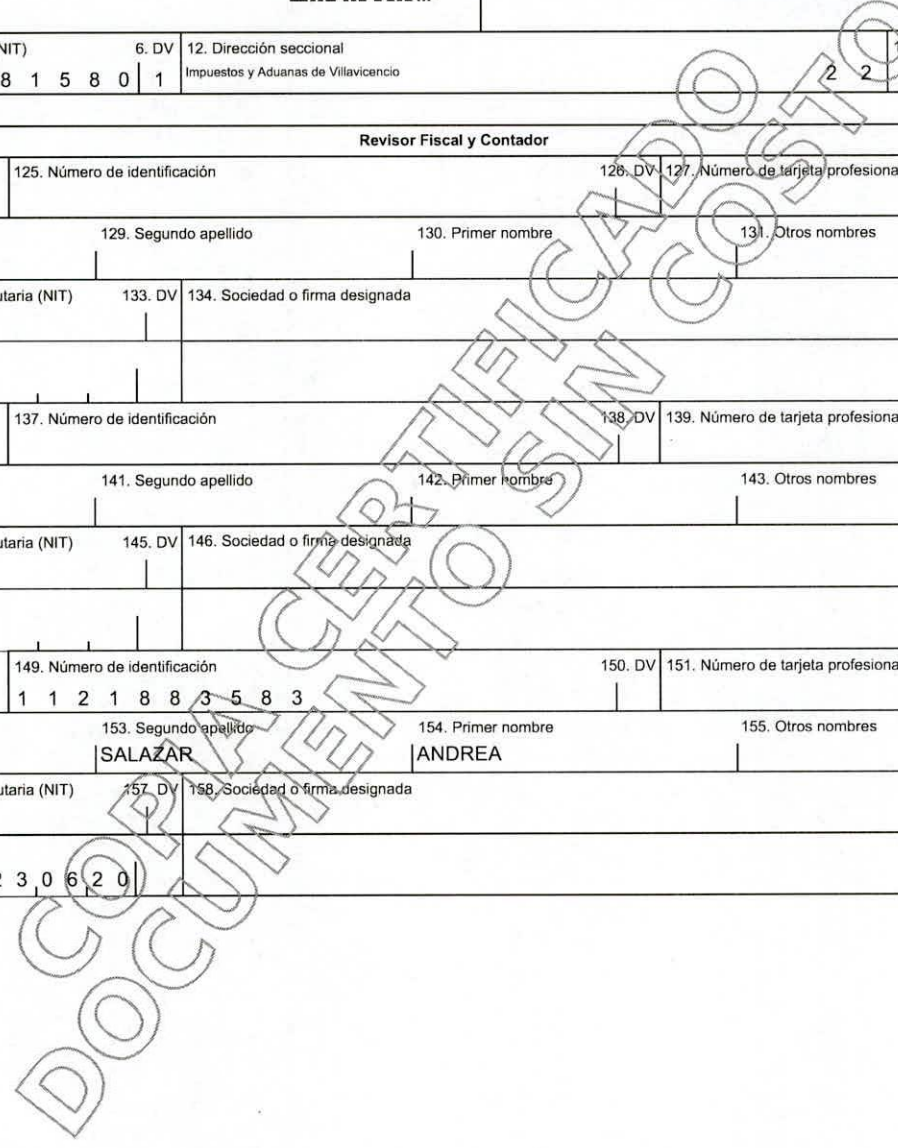 NIT) 6. DV 12. Dirección seccional
8 1 5 8 0 1 Impuestos y Aduanas de Villavicencio 2 2
Revisor Fiscal y Contador
125. Número de identificación 126. DV 127. Número de tarjeta profesiona
129. Segundo apellido 130. Primer nombre 131. Otros nombres
utaria (NIT) 133. DV 134. Sociedad o firma designada
137. Número de identificación 138. DV 139. Número de tarjeta profesiona
141. Segundo apellido 142. Primer nombre 143. Otros nombres
utaria (NIT) 145. DV 146. Sociedad o firma designada
149. Número de identificación 150. DV 151. Número de tarjeta profesiona
1 1 2 1 8 8 3 5 8 3
153. Segundo apellido 154. Primer nombre 155. Otros nombres
SALAZAR ANDREA
utaria (NIT) 157. DV 158. Sociedad o firma designada
2 3 0 6 2 0
COPIA CERTIFICADO
DOCUMENTO SIN COSTO